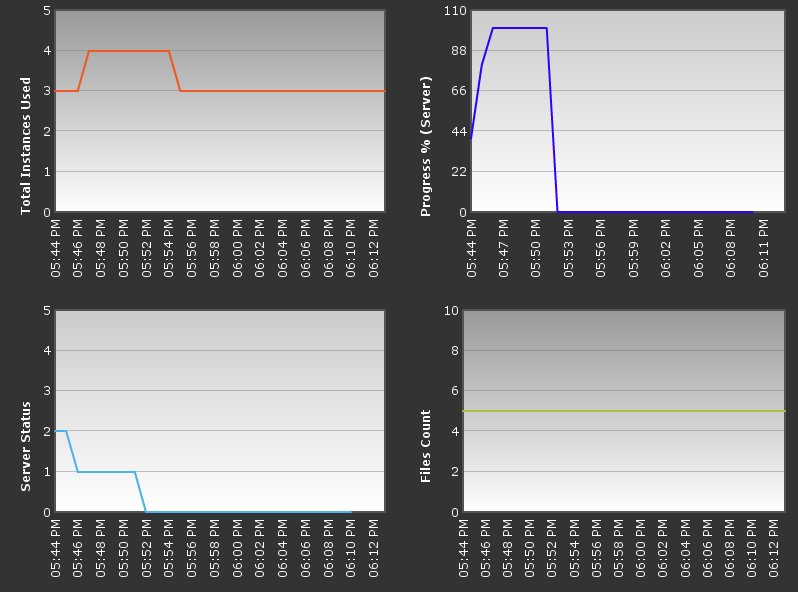 Total Instances Used
5
4
3
2
1
0
05:44 PM
05:46 PM
05:48 PM
05:50 PM
05:52 PM
05:54 PM
05:56 PM
05:58 PM
06:00 PM
06:02 PM
06:04 PM
06:06 PM
06:08 PM
06:10 PM
06:12 PM
Progress % (Server)
110
88
66
44
22
0
05:44 PM
05:47 PM
05:50 PM
05:53 PM
05:56 PM
05:59 PM
06:02 PM
06:05 PM
06:08 PM
06:11 PM
Server Status
5
4
3
2
1
0
05:44 PM
05:46 PM
05:48 PM
05:50 PM
05:52 PM
05:54 PM
05:56 PM
05:58 PM
06:00 PM
06:02 PM
06:04 PM
06:06 PM
06:08 PM
06:10 PM
06:12 PM
Files Count
10
8
6
4
2
0
05:44 PM
05:46 PM
05:48 PM
05:50 PM
05:52 PM
05:54 PM
05:56 PM
05:58 PM
06:00 PM
06:02 PM
06:04 PM
06:06 PM
06:08 PM
06:10 PM
06:12 PM